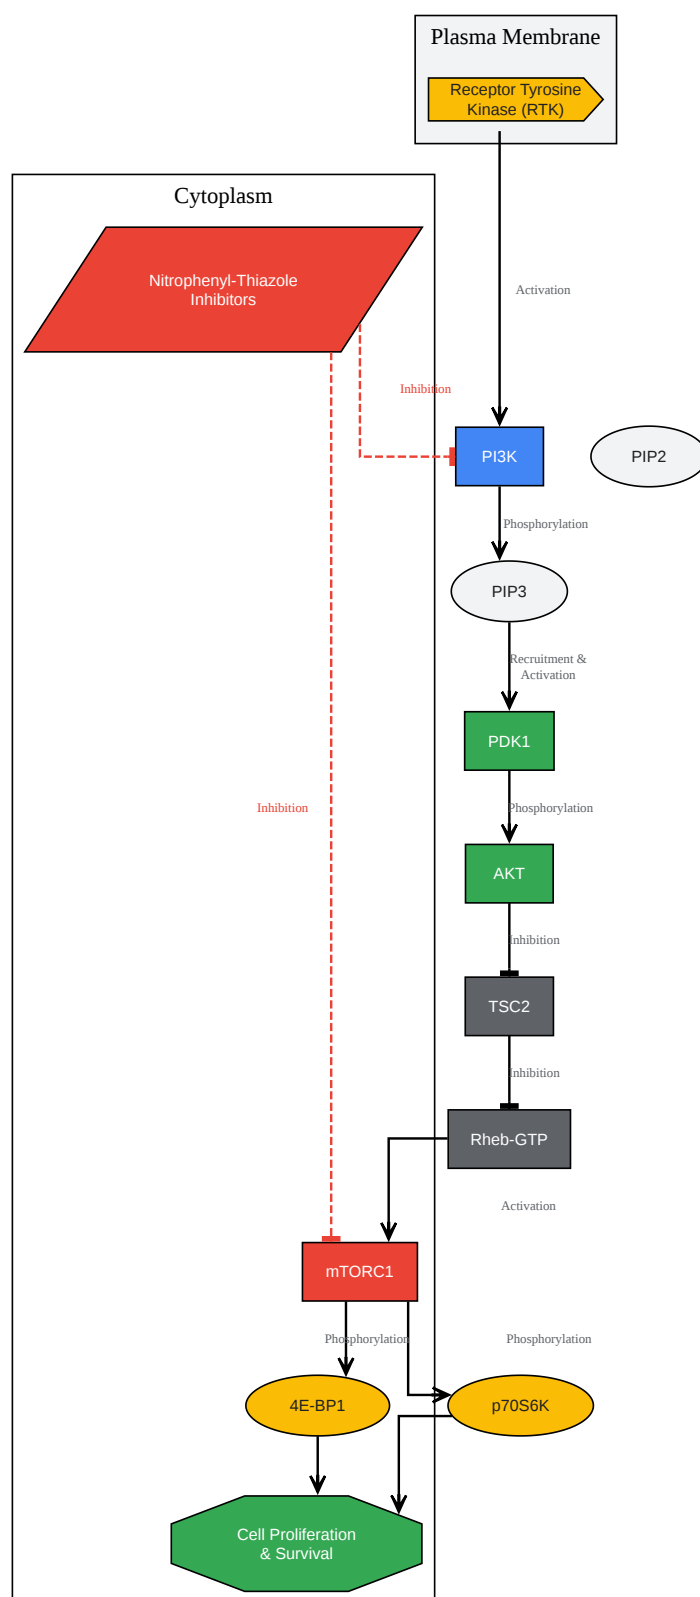 Plasma Membrane
Receptor Tyrosine
Kinase (RTK)
Cytoplasm
Nitrophenyl-Thiazole
Inhibitors
Activation
Inhibition
PI3K
PIP2
Phosphorylation
PIP3
Recruitment &
Activation
PDK1
Inhibition
Phosphorylation
AKT
Inhibition
TSC2
Inhibition
Rheb-GTP
Activation
mTORC1
Phosphorylation
Phosphorylation
4E-BP1
p70S6K
Cell Proliferation
& Survival